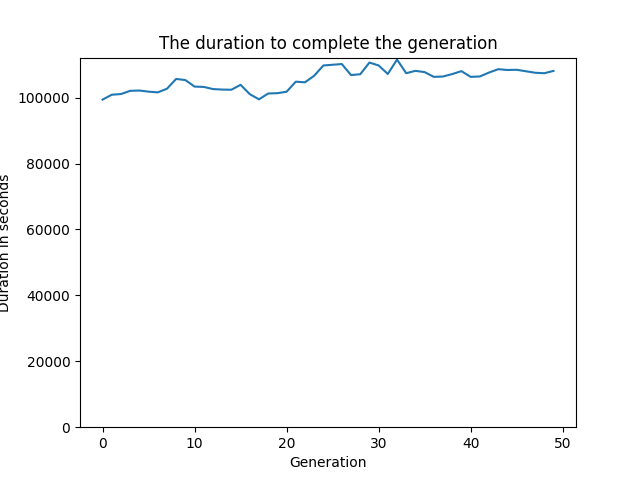 The duration to complete the generation
Duration in seconds
100000
80000
60000
40000
20000
0
0 10 20 30 40 50
Generation